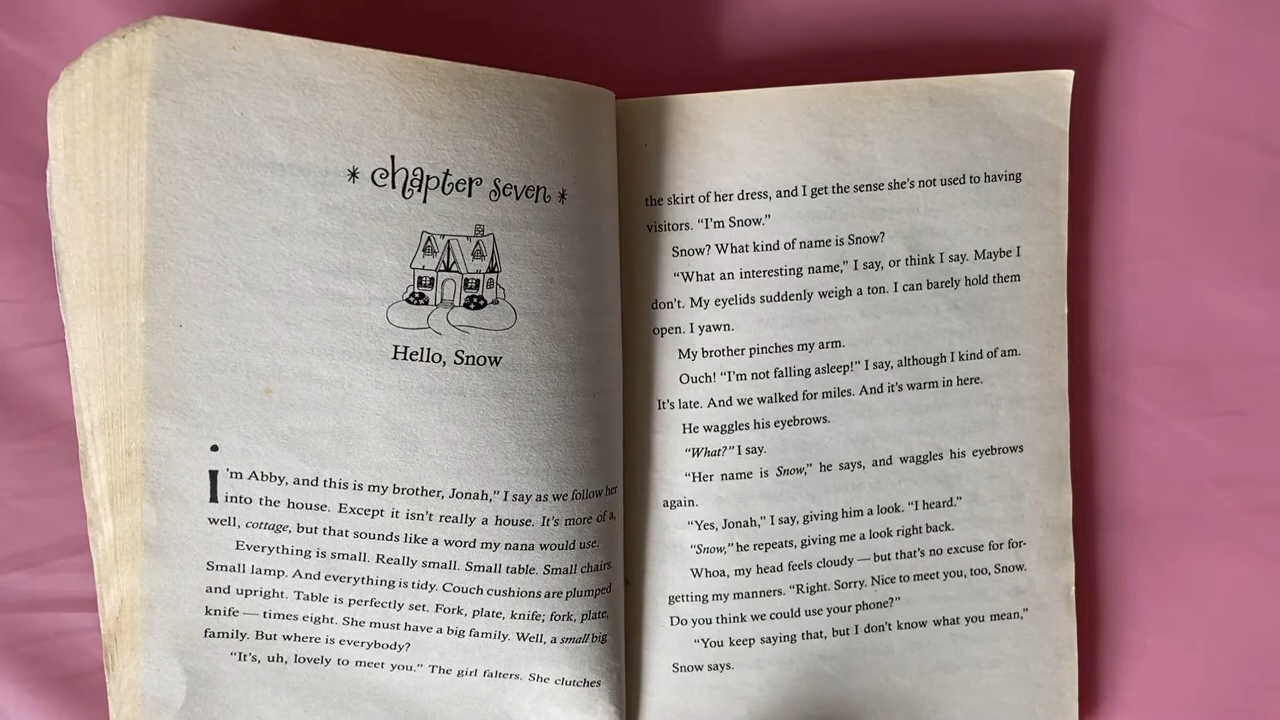 * chapter seven *
Hello, Snow
i’m Abby, and this is my brother, Jonah,” I say as we follow her
into the house. Except it isn’t really a house. It’s more of a,
well, cottage, but that sounds like a word my nana would use.
Everything is small. Really small. Small table. Small chairs.
Small lamp. And everything is tidy. Couch cushions are plumped
and upright. Table is perfectly set. Fork, plate, knife; fork, plate,
knife — times eight. She must have a big family. Well, a small big
family. But where is everybody?
“It’s, uh, lovely to meet you.” The girl falters. She clutches
the skirt of her dress, and I get the sense she’s not used to having
visitors. “I’m Snow.”
Snow? What kind of name is Snow?
“What an interesting name,” I say, or think I say. Maybe I
don’t. My eyelids suddenly weigh a ton. I can barely hold them
open. I yawn.
My brother pinches my arm.
Ouch! “I’m not falling asleep!” I say, although I kind of am.
It’s late. And we walked for miles. And it’s warm in here.
He waggles his eyebrows.
“What?” I say.
“Her name is Snow,” he says, and waggles his eyebrows
again.
“Yes, Jonah,” I say, giving him a look. “I heard.”
“Snow,” he repeats, giving me a look right back.
Whoa, my head feels cloudy — but that’s no excuse for for-
getting my manners. “Right. Sorry. Nice to meet you, too, Snow.
Do you think we could use your phone?”
“You keep saying that, but I don’t know what you mean,”
Snow says.